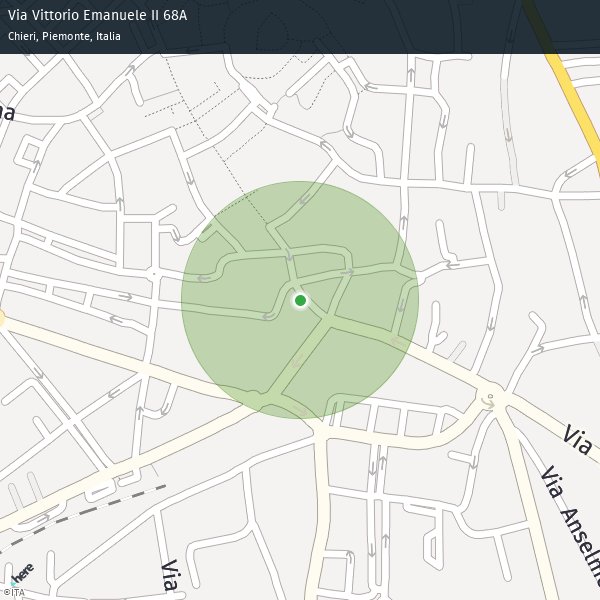 Via Vittorio Emanuele II 68A
Chieri, Piemonte, Italia
na
Via
Via Anselmo
Via
here
©ITA